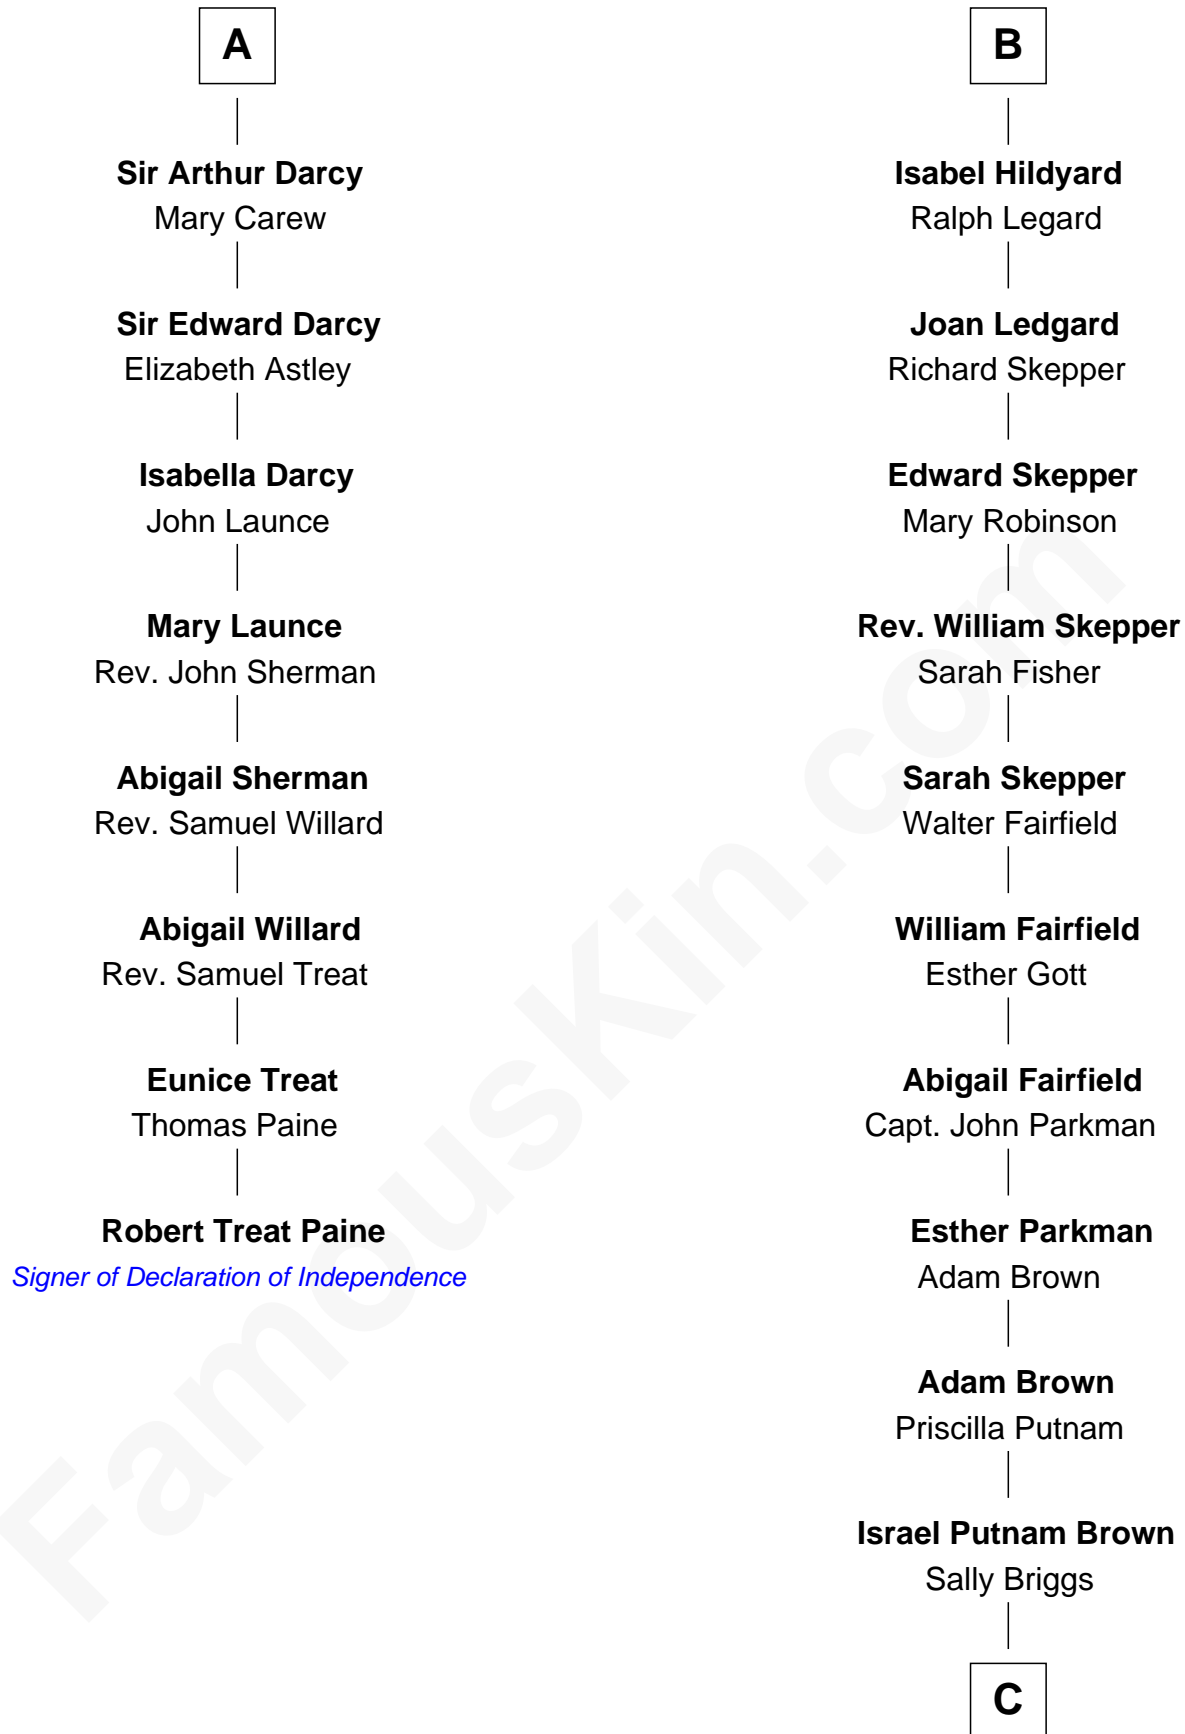 A
Sir Arthur Darcy
Mary Carew
Sir Edward Darcy
Elizabeth Astley
Isabella Darcy
John Launce
Mary Launce
Rev. John Sherman
Abigail Sherman
Rev. Samuel Willard
Abigail Willard
Rev. Samuel Treat
Eunice Treat
Thomas Paine
Robert Treat Paine
Signer of Declaration of Independence
B
Isabel Hildyard
Ralph Legard
Joan Ledgard
Richard Skepper
Edward Skepper
Mary Robinson
Rev. William Skepper
Sarah Fisher
Sarah Skepper
Walter Fairfield
William Fairfield
Esther Gott
Abigail Fairfield
Capt. John Parkman
Esther Parkman
Adam Brown
Adam Brown
Priscilla Putnam
Israel Putnam Brown
Sally Briggs
C
FamousKin.com